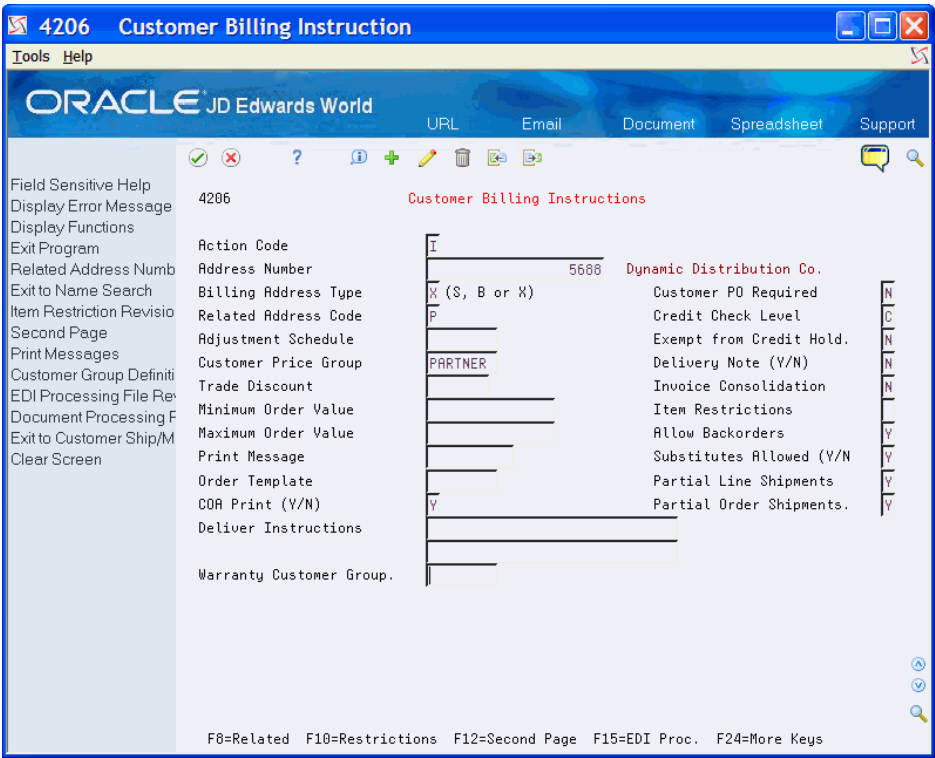 4206 Customer Billing Instruction
Tools Help
ORACLE JD Edwards World
URL Email Document Spreadsheet Support
Field Sensitive Help
Display Error Message
Display Functions
Exit Program
Related Address Numb
Exit to Name Search
Item Restriction Revisio
Second Page
Print Messages
Customer Group Definiti
EDI Processing File Rev
Document Processing F
Exit to Customer Ship/M
Clear Screen
4206 Customer Billing Instructions
Action Code I
Address Number 5688 Dynamic Distribution Co.
Billing Address Type X (S, B or X) Customer PO Required N
Related Address Code P Credit Check Level C
Adjustment Schedule Exempt from Credit Hold. N
Customer Price Group PARTNER Delivery Note (Y/N) N
Trade Discount Invoice Consolidation N
Minimum Order Value Item Restrictions
Maximum Order Value Allow Backorders Y
Print Message Substitutes Allowed (Y/N Y
Order Template Partial Line Shipments Y
COA Print (Y/N) Y Partial Order Shipments. Y
Deliver Instructions
Warranty Customer Group.
F8=Related F10=Restrictions F12=Second Page F15=EDI Proc. F24=More Keys